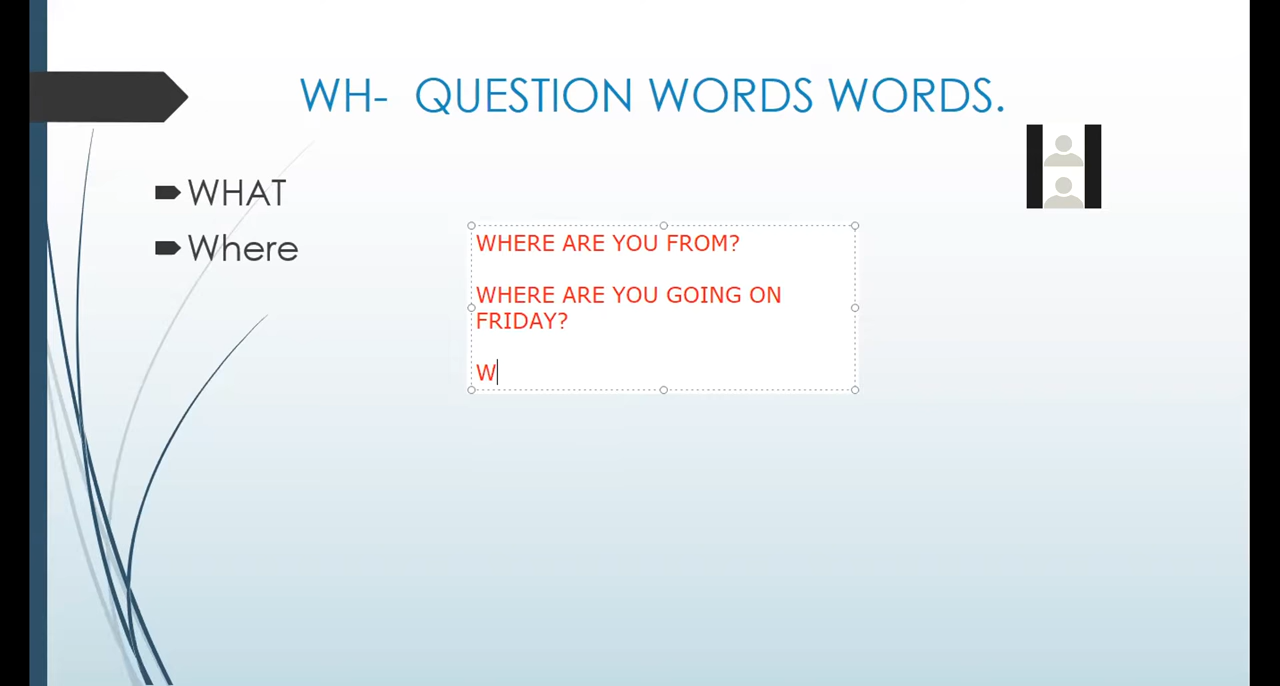 WH- QUESTION WORDS WORDS.
WHAT
Where
WHERE ARE YOU FROM?
WHERE ARE YOU GOING ON
FRIDAY?
W